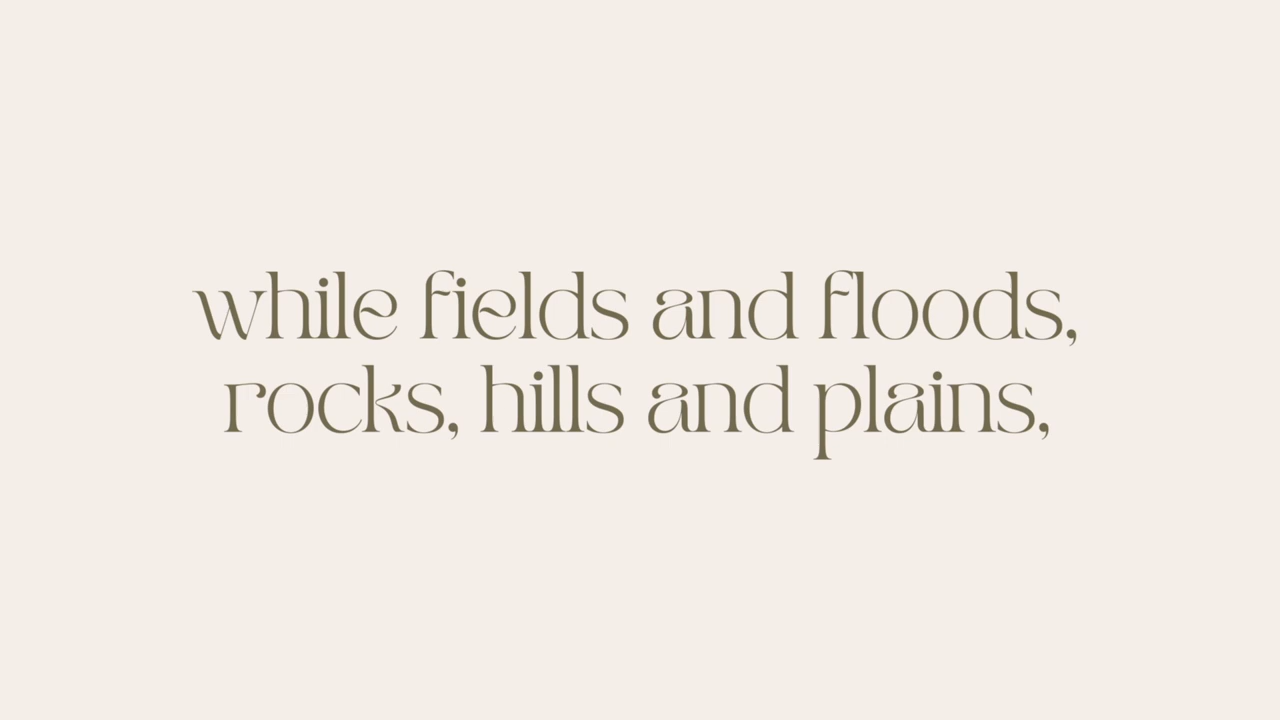 while fields and floods,
rocks, hills and plains,